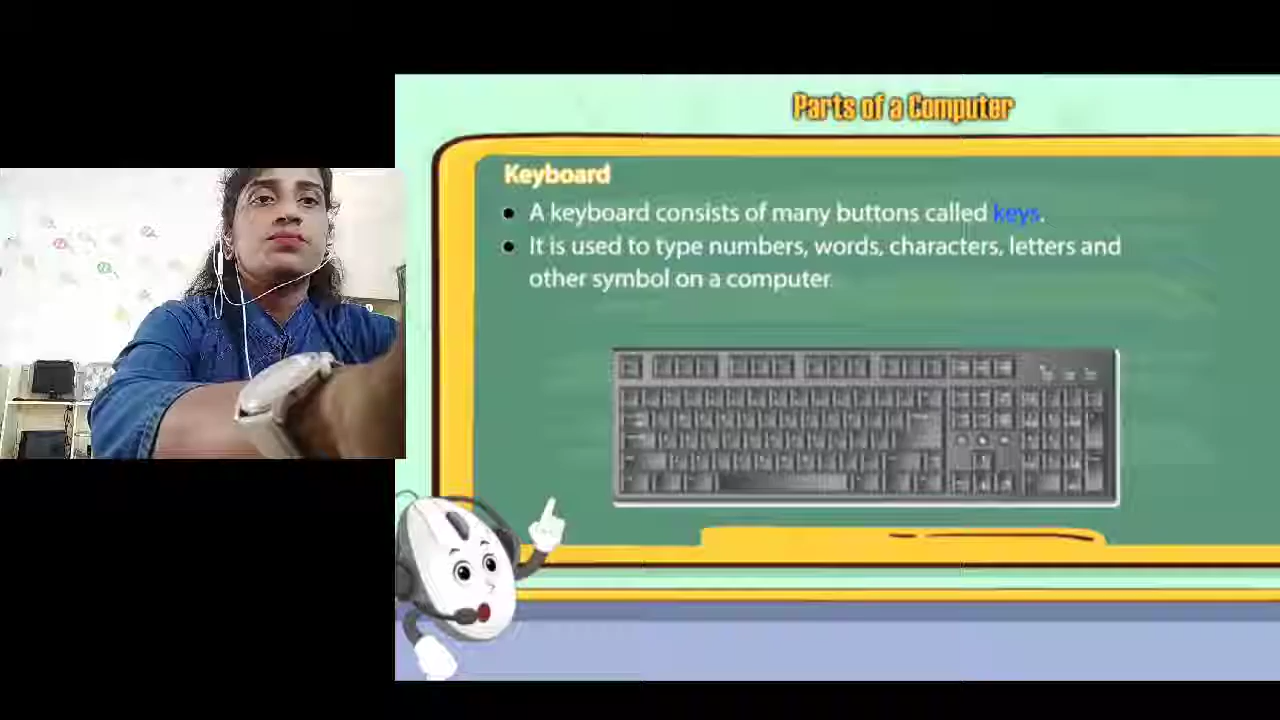 Parts of a Computer
Keyboard
• A keyboard consists of many buttons called keys.
• It is used to type numbers, words, characters, letters and
other symbol on a computer.